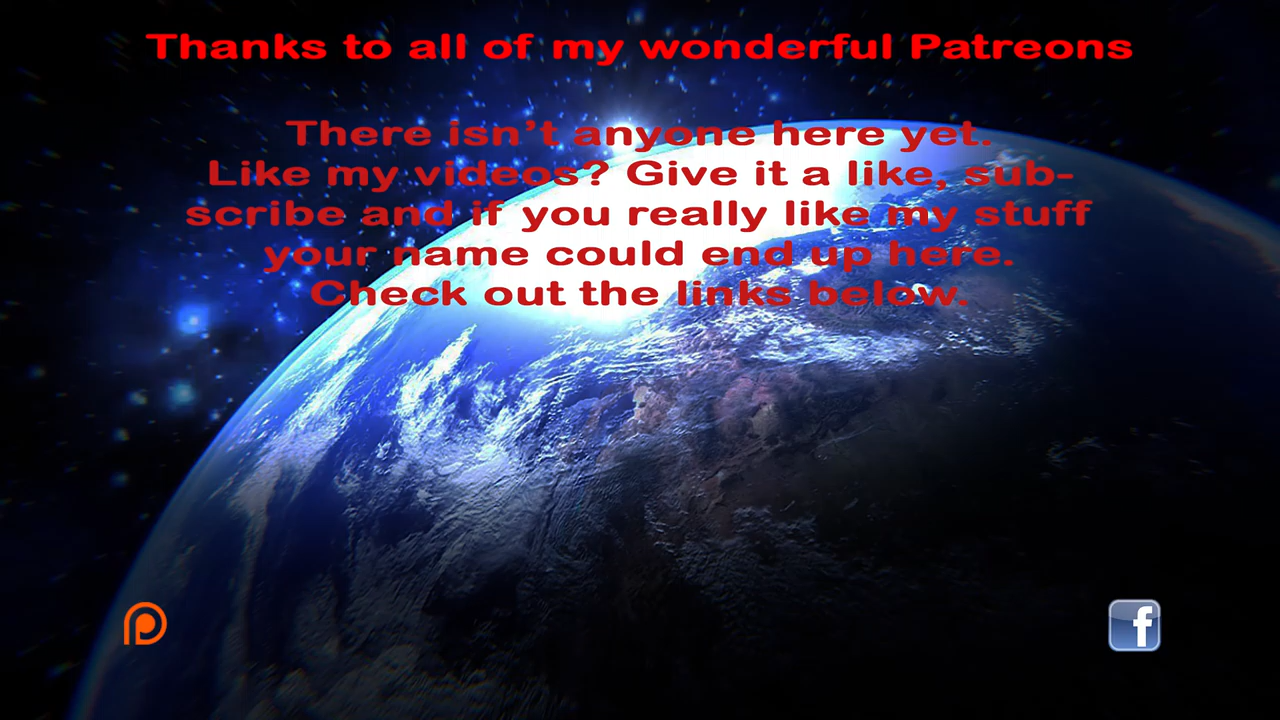 Thanks to all of my wonderful Patreons
There isn’t anyone here yet.
Like my videos? Give it a like, sub-
scribe and if you really like my stuff
your name could end up here.
Check out the links below.